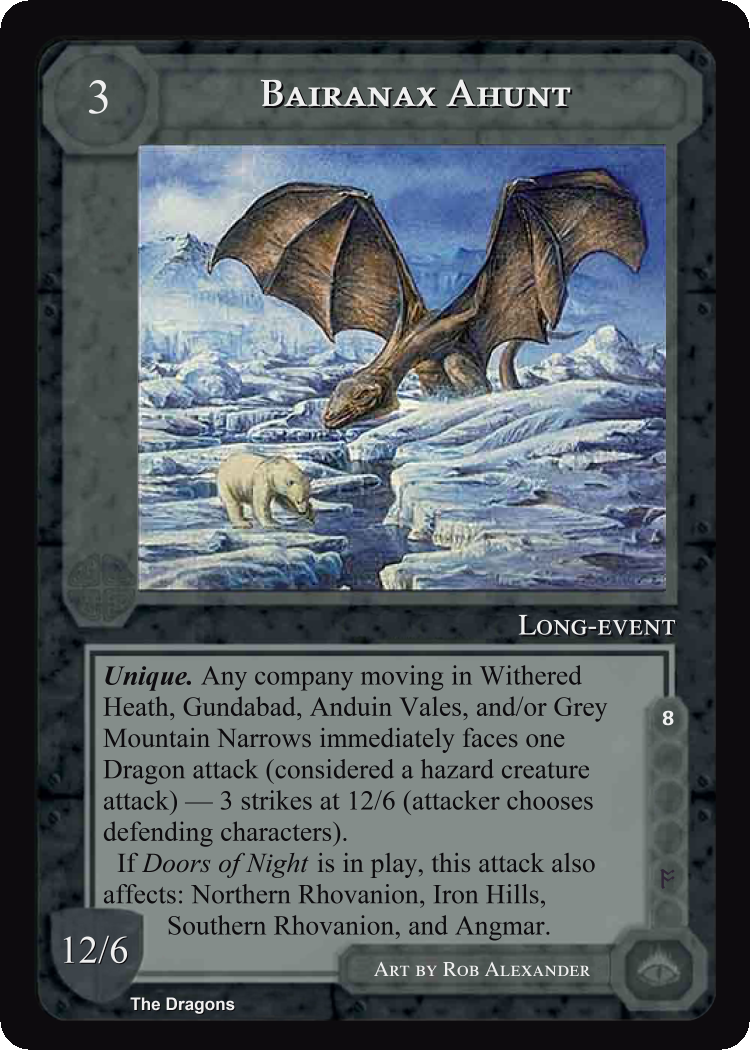 3
Bairanax Ahunt
Long-event
Unique. Any company moving in Withered
Heath, Gundabad, Anduin Vales, and/or Grey
Mountain Narrows immediately faces one
Dragon attack (considered a hazard creature
attack) — 3 strikes at 12/6 (attacker chooses
defending characters).
If Doors of Night is in play, this attack also
affects: Northern Rhovanion, Iron Hills,
Southern Rhovanion, and Angmar.
8
ᚩ
12/6
Art by Rob Alexander
The Dragons